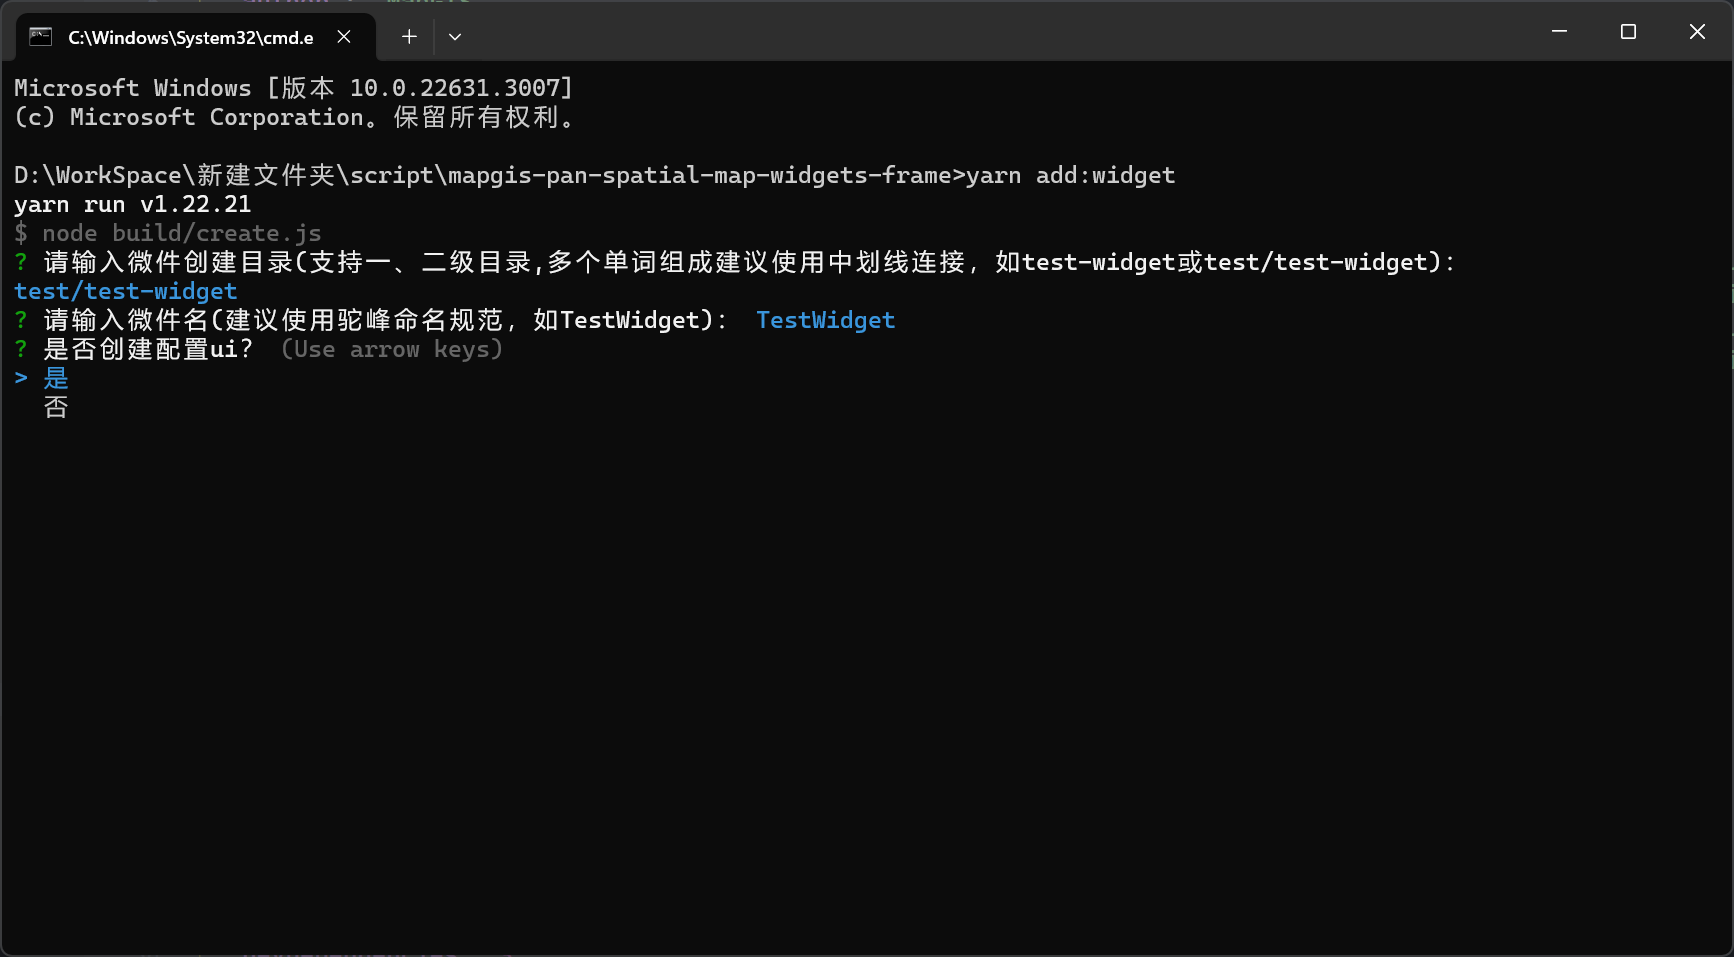 C:\Windows\System32\cmd.e
Microsoft Windows [版本 10.0.22631.3007]
(c) Microsoft Corporation。保留所有权利。
D:\WorkSpace\新建文件夹\script\mapgis-pan-spatial-map-widgets-frame>yarn add:widget
yarn run v1.22.21
$ node build/create.js
? 请输入微件创建目录(支持一、二级目录,多个单词组成建议使用中划线连接，如test-widget或test/test-widget)：
test/test-widget
? 请输入微件名(建议使用驼峰命名规范，如TestWidget)： TestWidget
? 是否创建配置ui？ (Use arrow keys)
> 是
否